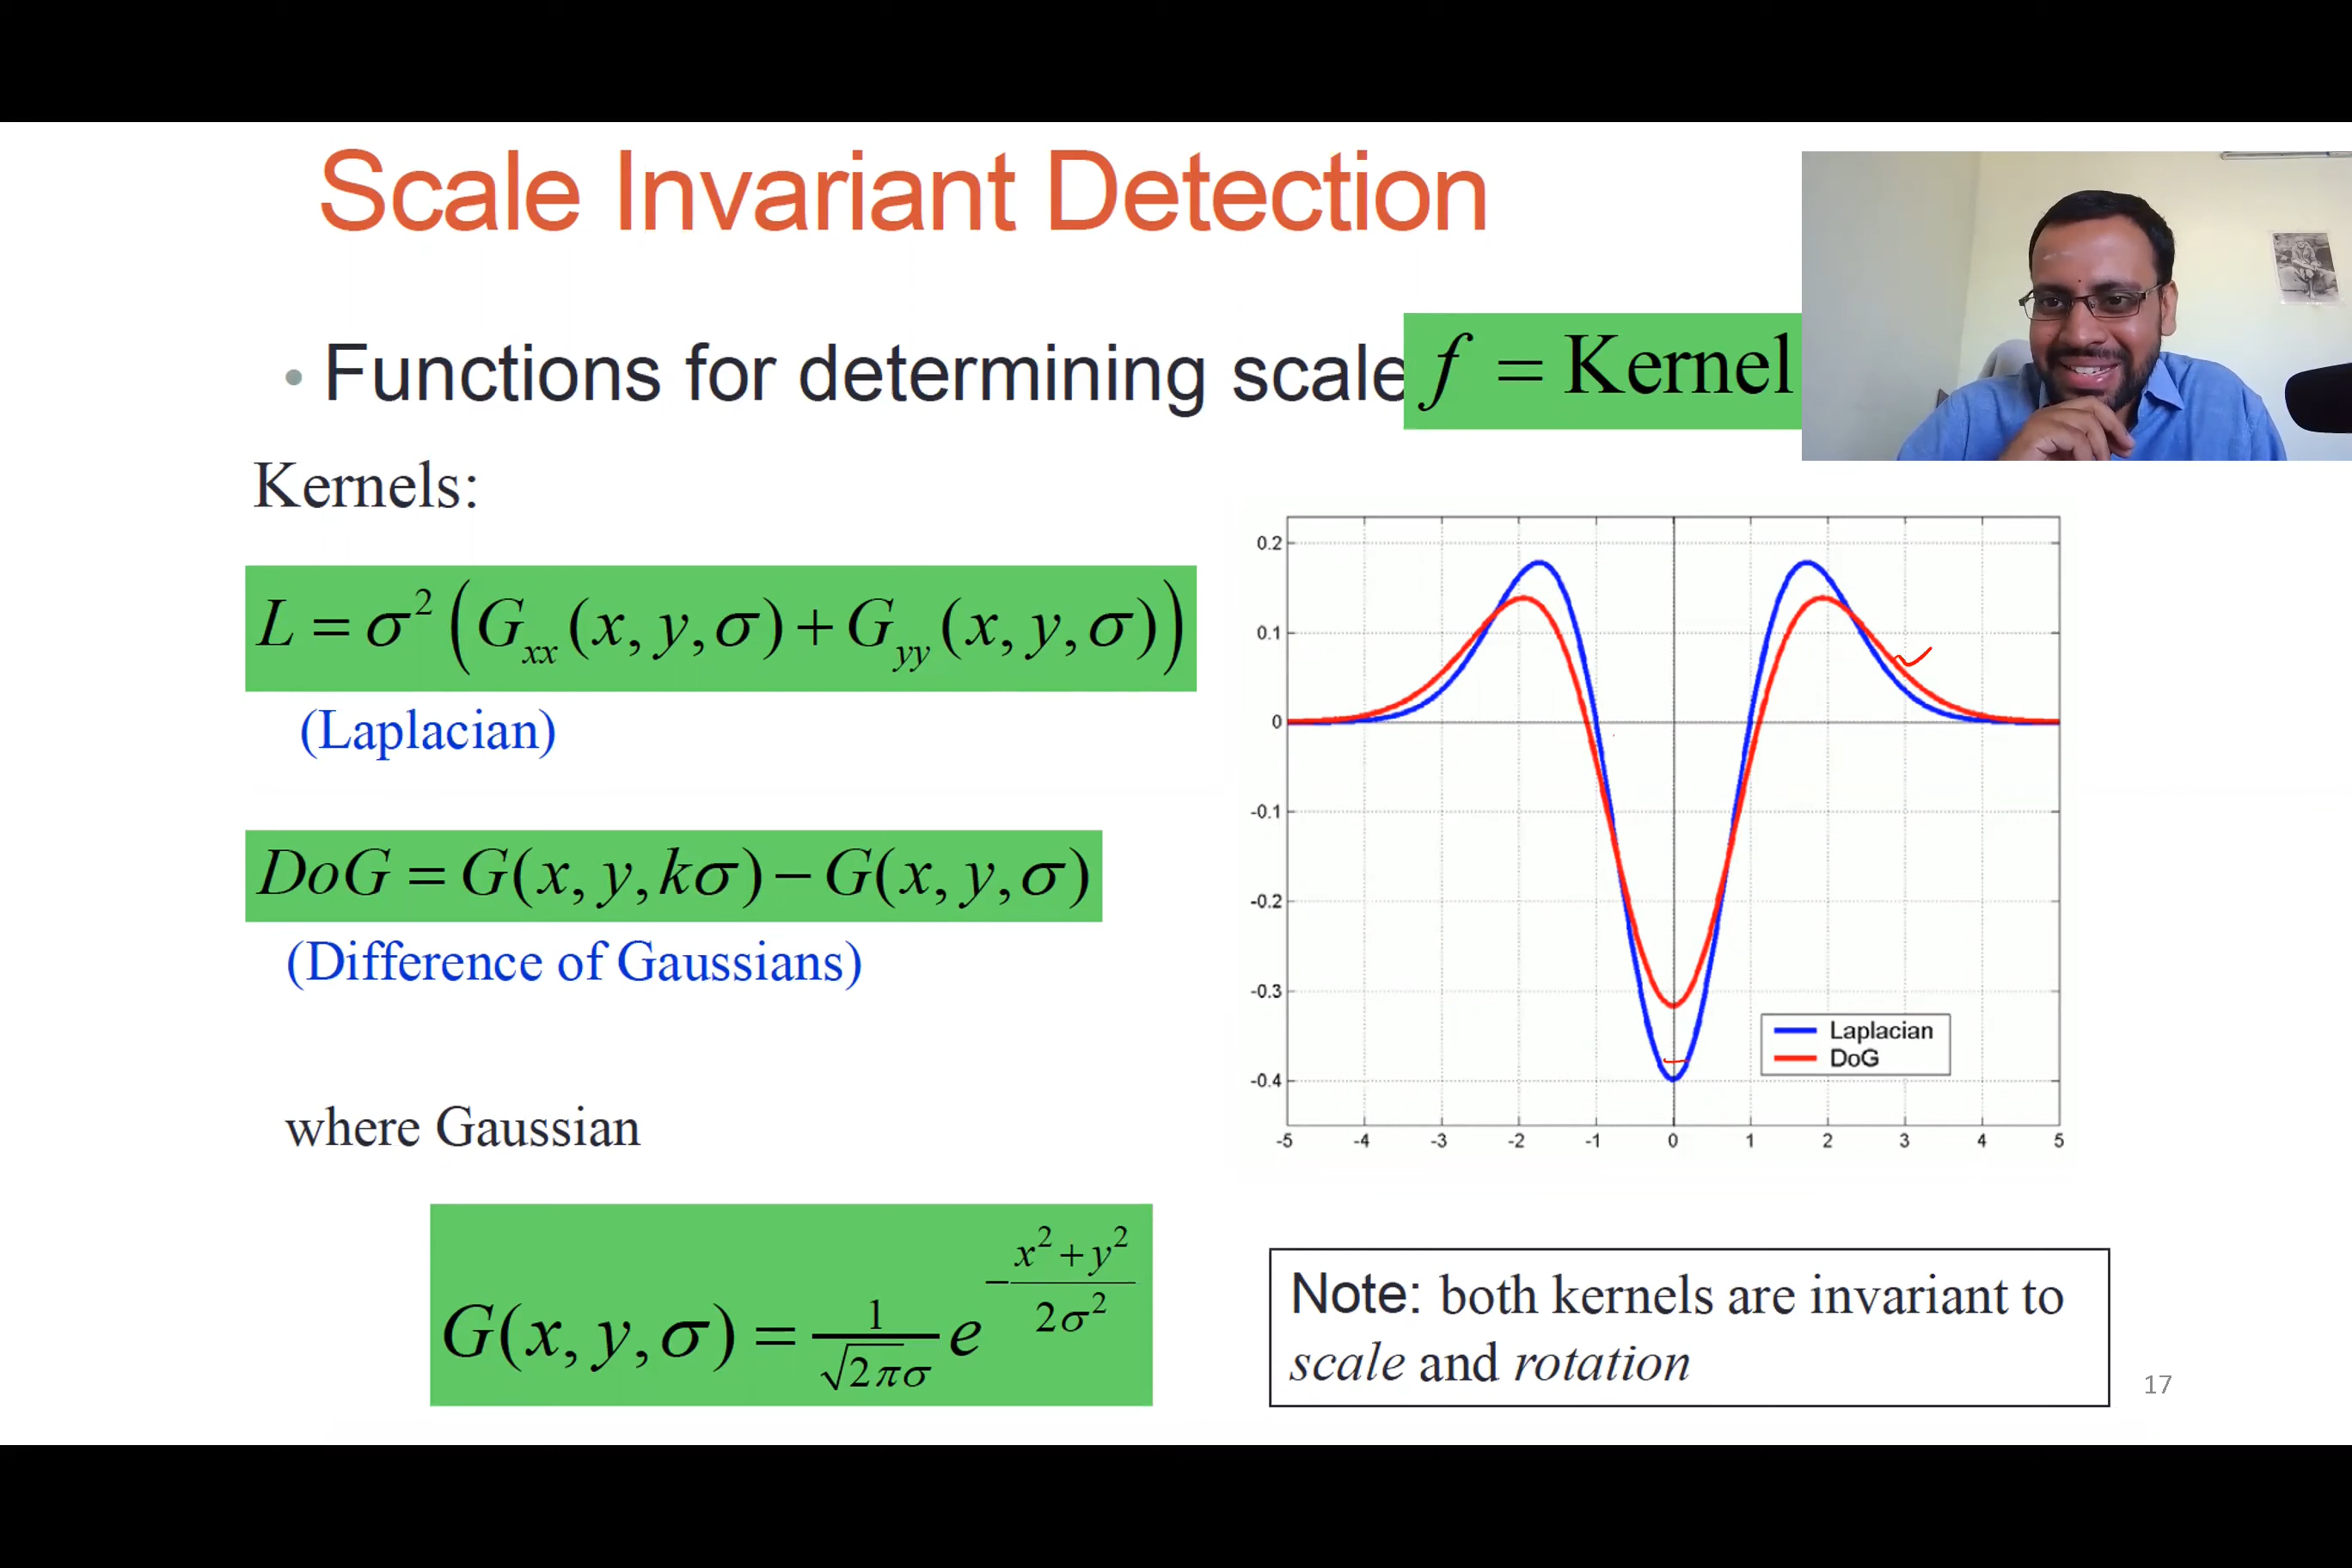 Scale Invariant Detection
• Functions for determining scale
f = Kernel
Kernels:
L = σ² (Gxx (x, y, σ) + Gyy (x, y, σ))
(Laplacian)
DoG = G(x, y, kσ) − G(x, y, σ)
(Difference of Gaussians)
where Gaussian
G(x, y, σ) = 1/(√2π σ) e^(−(x² + y²)/(2σ²))
0.2
0.1
0
-0.1
-0.2
-0.3
-0.4
-5 -4 -3 -2 -1 0 1 2 3 4 5
Laplacian
DoG
Note: both kernels are invariant to
scale and rotation
17